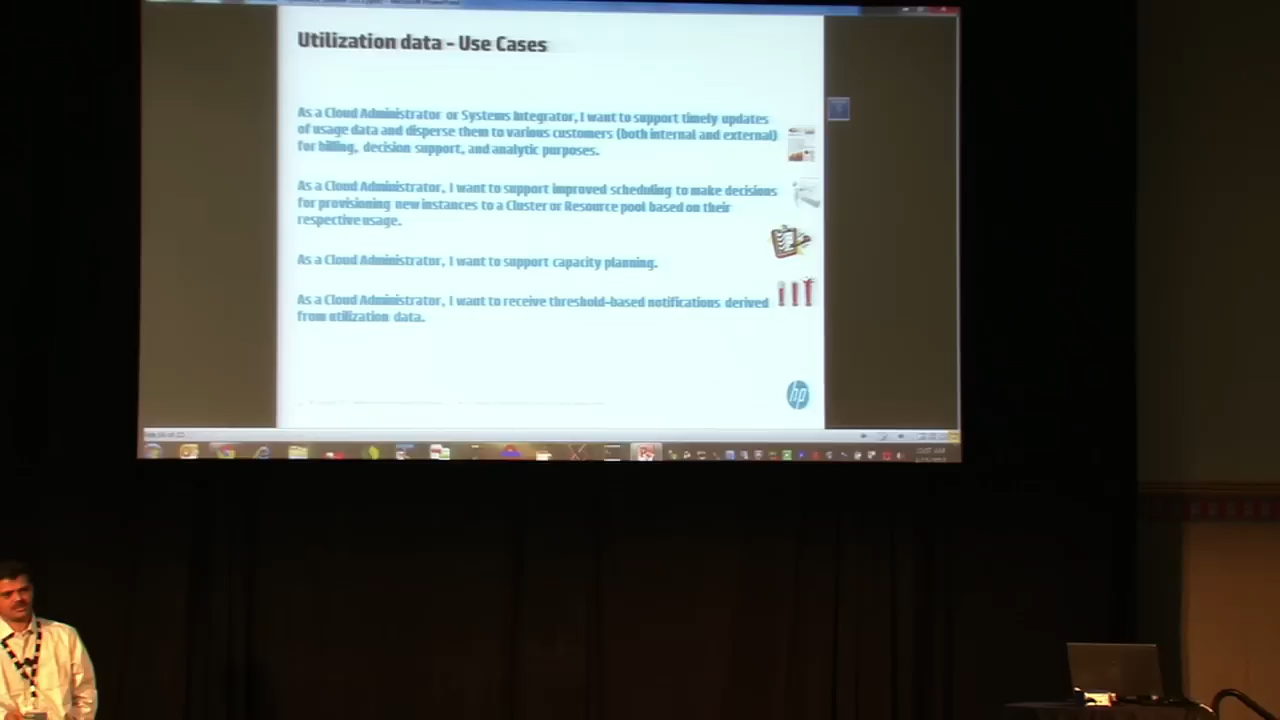 Utilization data - Use Cases
As a Cloud Administrator or Systems Integrator, I want to support timely updates
of usage data and disperse them to various customers (both internal and external)
for billing, decision support, and analytic purposes.
As a Cloud Administrator, I want to support improved scheduling to make decisions
for provisioning new instances to a Cluster or Resource pool based on their
respective usage.
As a Cloud Administrator, I want to support capacity planning.
As a Cloud Administrator, I want to receive threshold-based notifications derived
from utilization data.
hp